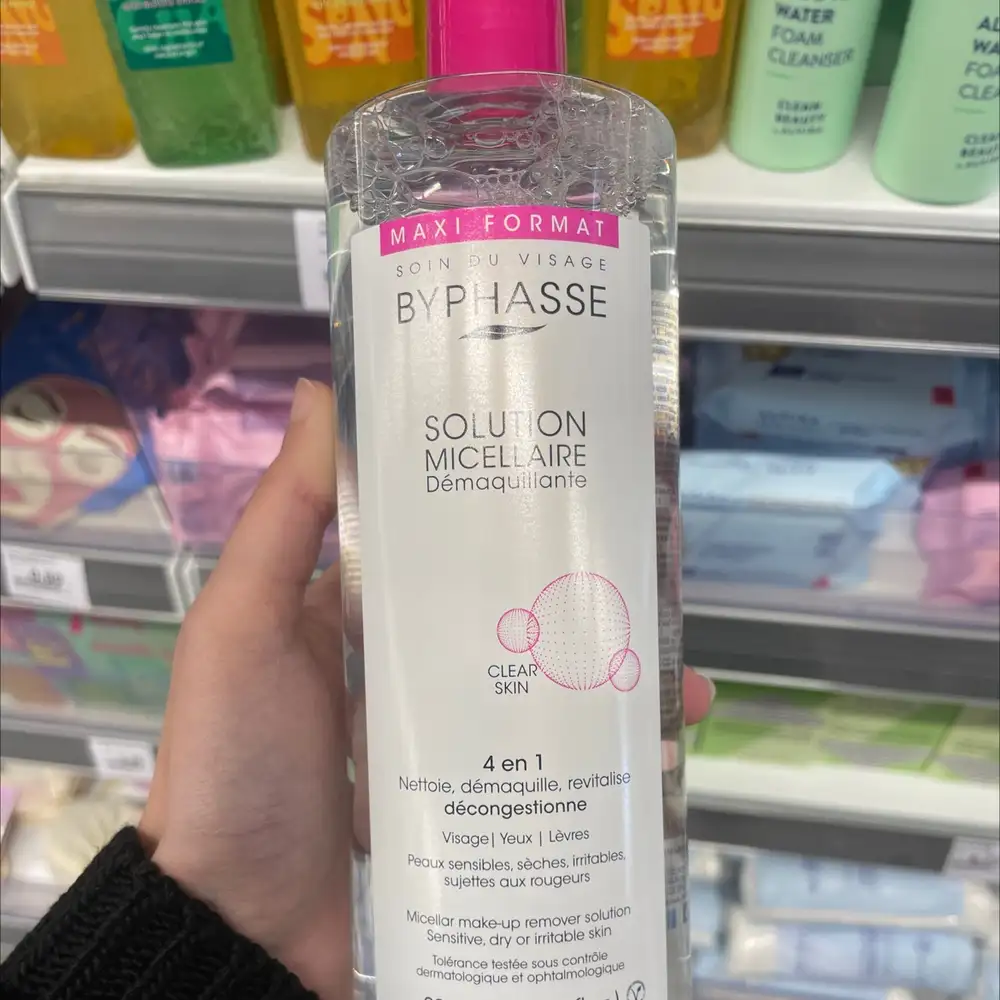 WATER
FOAM
CLEANSER
CLEAN
BEAUTY
MAXI FORMAT
SOIN DU VISAGE
BYPHASSE
SOLUTION
MICELLAIRE
Démaquillante
CLEAR
SKIN
4 en 1
Nettoie, démaquille, revitalise
décongestionne
Visage| Yeux | Lèvres
Peaux sensibles, sèches, irritables,
sujettes aux rougeurs
Micellar make-up remover solution
Sensitive, dry or irritable skin
Tolérance testée sous contrôle
dermatologique et ophtalmologique